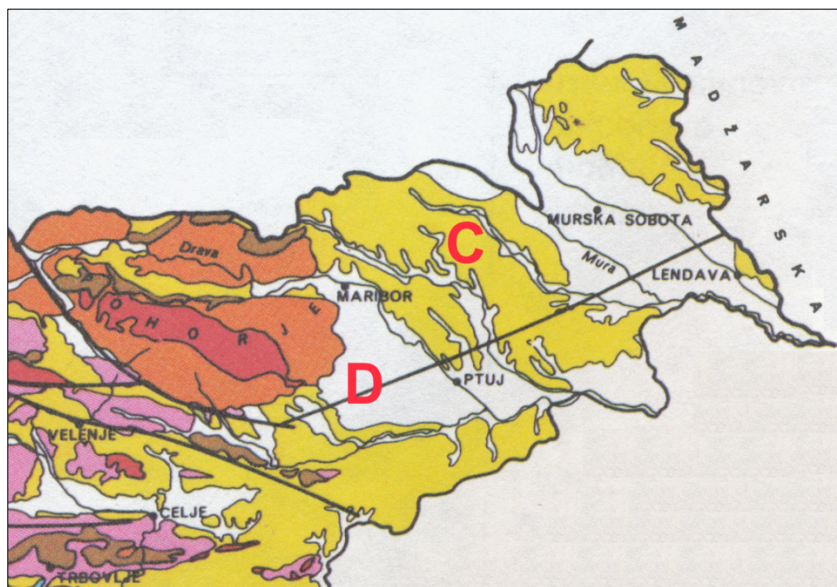 MADŽARSKA
MURSKA SOBOTA
C
Mura
LENDAVA
Drava
MARIBOR
POHORJE
D
PTUJ
VELENJE
CELJE
TRBOVLJE